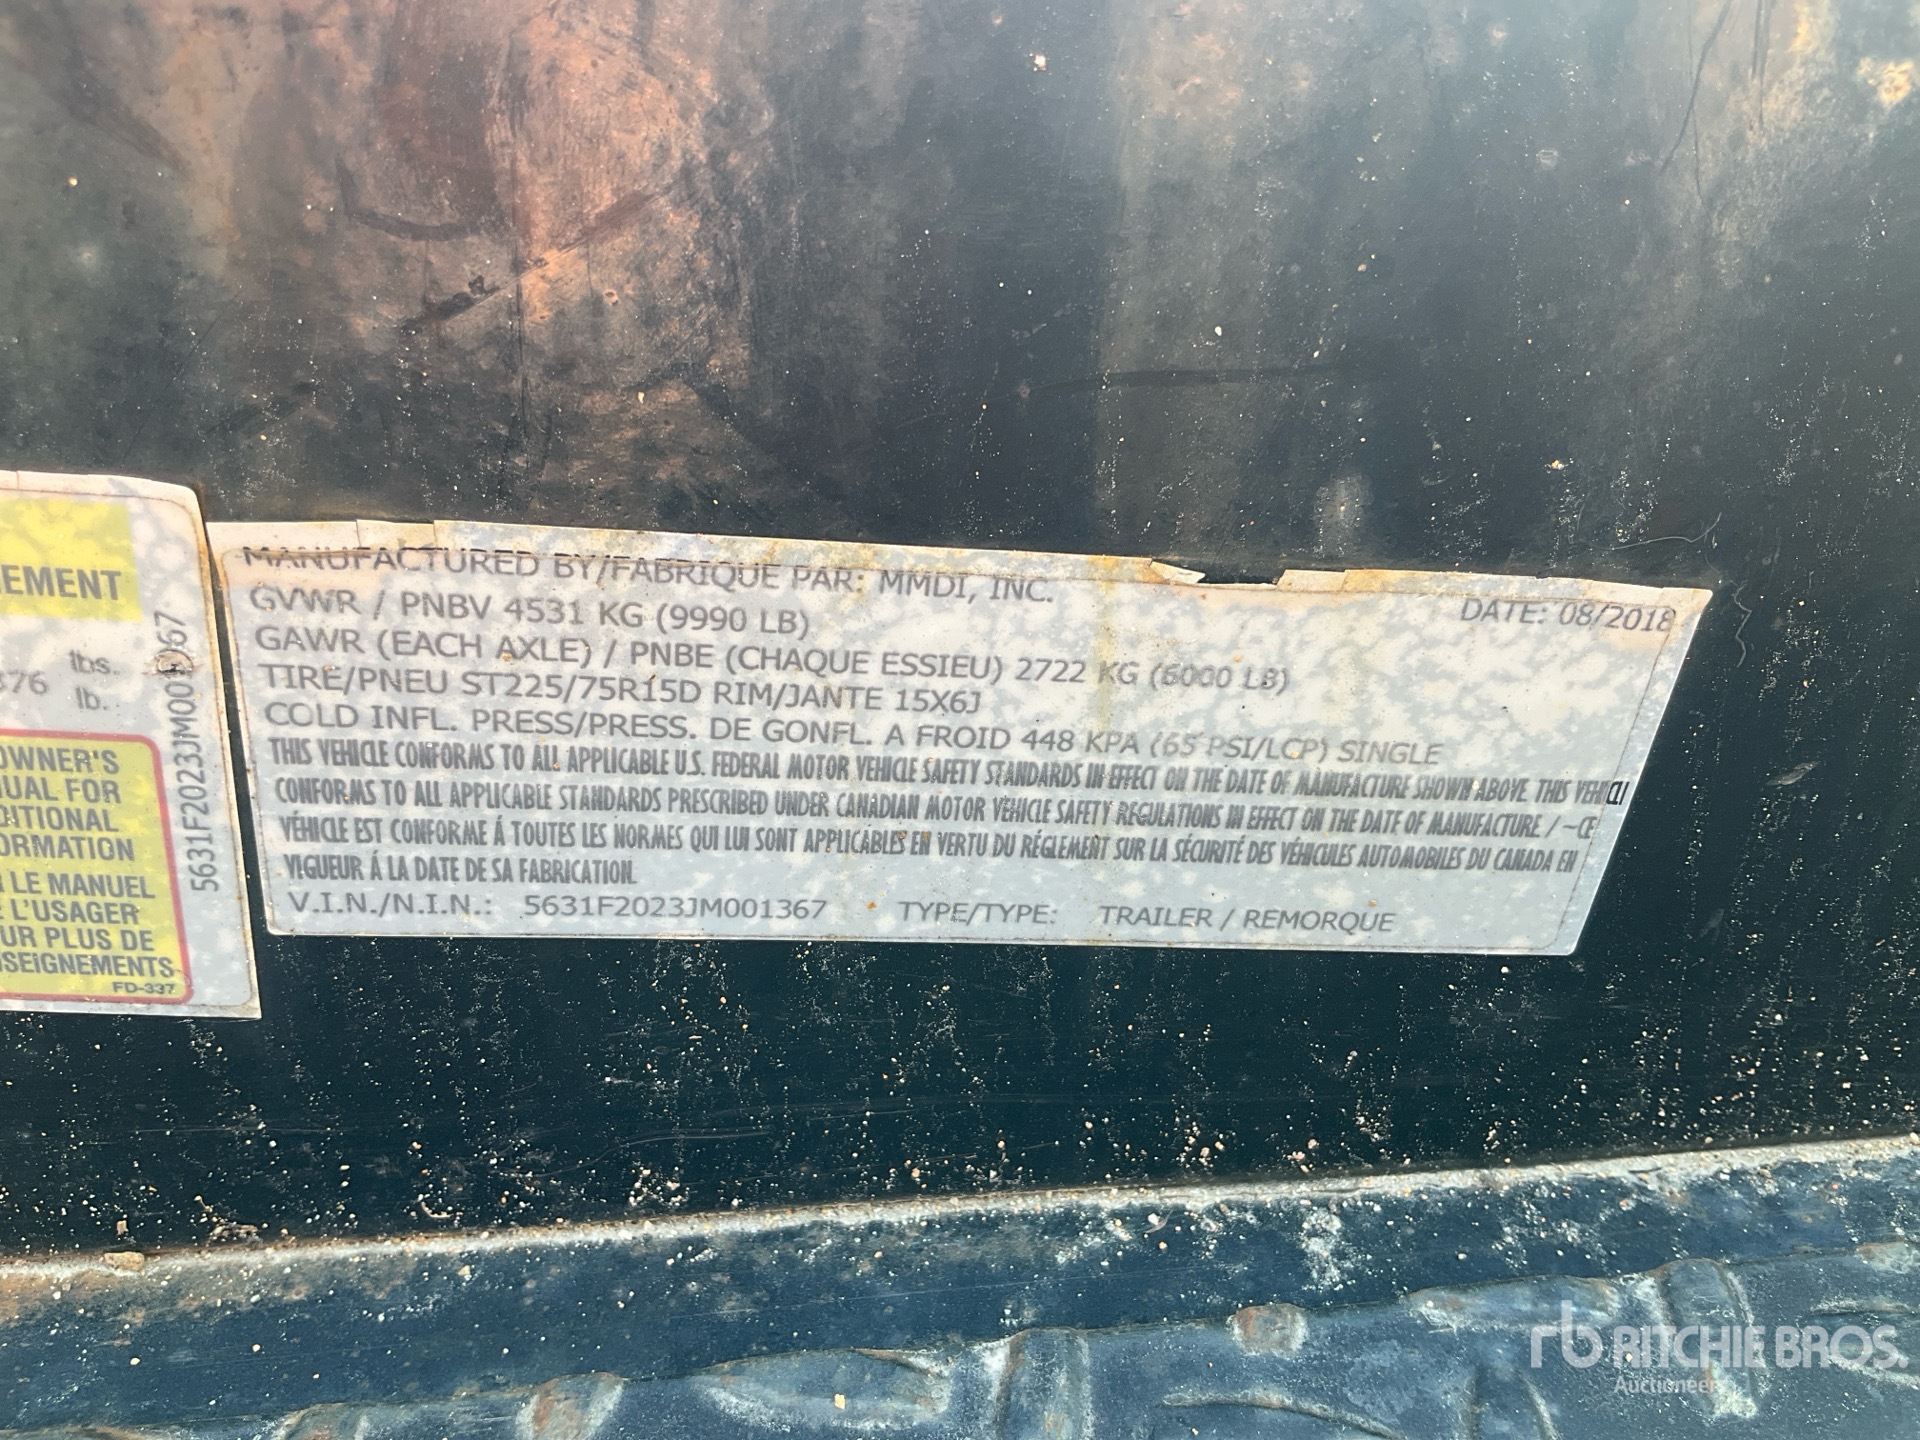 EMENT
lbs.
376 lb.
OWNER'S
UAL FOR
DITIONAL
ORMATION
LE MANUEL
L'USAGER
UR PLUS DE
SEIGNEMENTS
FD-337
5631F2023JM001367
MANUFACTURED BY/FABRIQUE PAR: MMDI, INC.
DATE: 08/2018
GVWR / PNBV 4531 KG (9990 LB)
GAWR (EACH AXLE) / PNBE (CHAQUE ESSIEU) 2722 KG (6000 LB)
TIRE/PNEU ST225/75R15D RIM/JANTE 15X6J
COLD INFL. PRESS/PRESS. DE GONFL. A FROID 448 KPA (65 PSI/LCP) SINGLE
THIS VEHICLE CONFORMS TO ALL APPLICABLE U.S. FEDERAL MOTOR VEHICLE SAFETY STANDARDS IN EFFECT ON THE DATE OF MANUFACTURE SHOWN ABOVE. THIS VEHICLE
CONFORMS TO ALL APPLICABLE STANDARDS PRESCRIBED UNDER CANADIAN MOTOR VEHICLE SAFETY REGULATIONS IN EFFECT ON THE DATE OF MANUFACTURE / ~CE
VÉHICLE EST CONFORME Á TOUTES LES NORMES QUI LUI SONT APPLICABLES EN VERTU DU RÉGLEMENT SUR LA SÉCURITÉ DES VÉHICULES AUTOMOBILES DU CANADA EN
VIGUEUR Á LA DATE DE SA FABRICATION.
V.I.N./N.I.N.: 5631F2023JM001367 TYPE/TYPE: TRAILER / REMORQUE
rb RITCHIE BROS.
Auctioneers